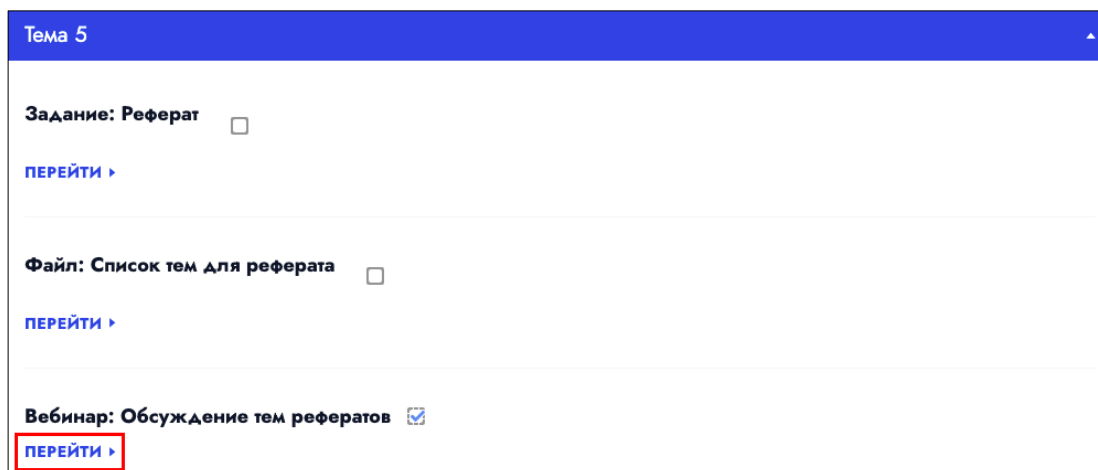 Тема 5
Задание: Реферат
ПЕРЕЙТИ
Файл: Список тем для реферата
ПЕРЕЙТИ
Вебинар: Обсуждение тем рефератов
ПЕРЕЙТИ